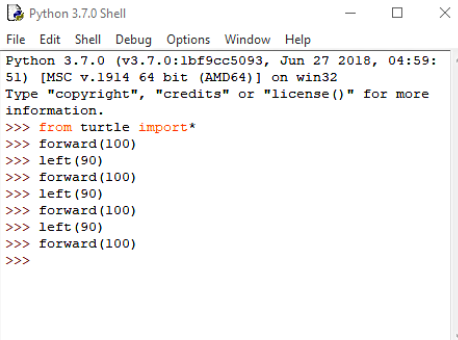 Python 3.7.0 Shell
File Edit Shell Debug Options Window Help
Python 3.7.0 (v3.7.0:1bf9cc5093, Jun 27 2018, 04:59:
51) [MSC v.1914 64 bit (AMD64)] on win32
Type "copyright", "credits" or "license()" for more
information.
>>> from turtle import*
>>> forward(100)
>>> left(90)
>>> forward(100)
>>> left(90)
>>> forward(100)
>>> left(90)
>>> forward(100)
>>>